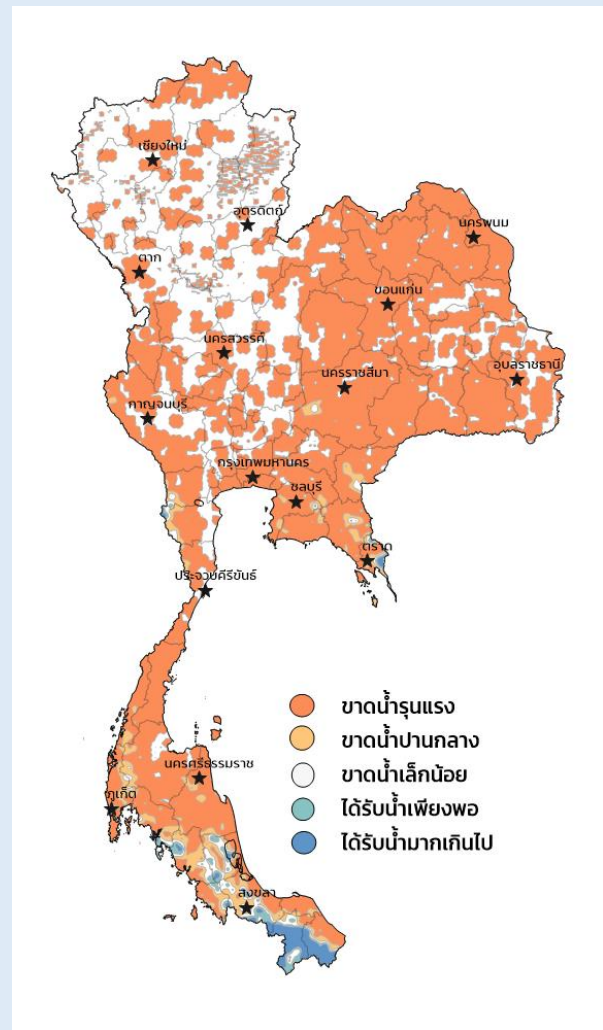 เชียงใหม่
อุตรดิตถ์
นครพนม
ตาก
ขอนแก่น
นครสวรรค์
อุบลราชธานี
นครราชสีมา
กาญจนบุรี
กรุงเทพมหานคร
ชลบุรี
ตราด
ประจวบคีรีขันธ์
ขาดน้ำรุนแรง
ขาดน้ำปานกลาง
นครศรีธรรมราช
ขาดน้ำเล็กน้อย
ภูเก็ต
ได้รับน้ำเพียงพอ
ได้รับน้ำมากเกินไป
สงขลา